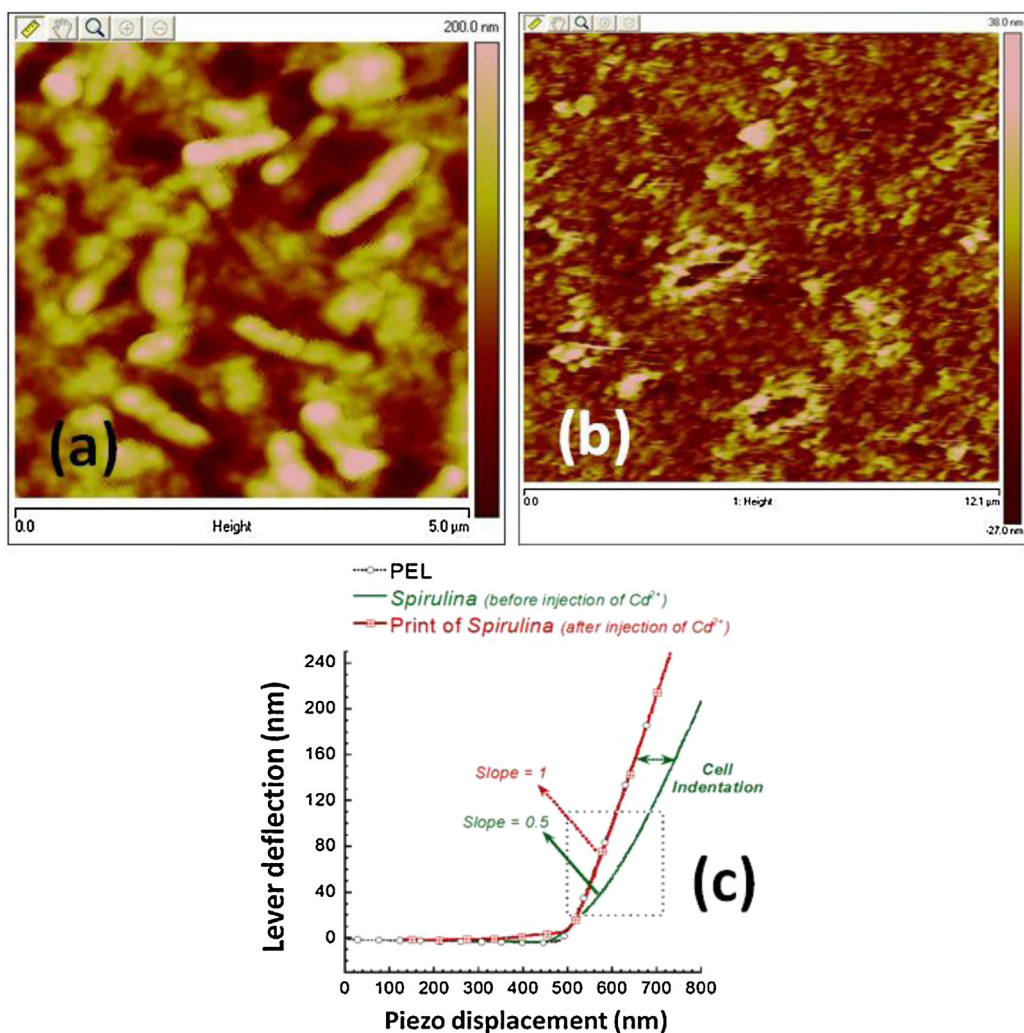 200.0 nm
(a)
0.0 Height 5.0 µm
38.0 nm
(b)
0.0 1: Height 12.1 µm
-27.0 nm
PEL
Spirulina (before injection of Cd²⁺)
Print of Spirulina (after injection of Cd²⁺)
240
200
160
120
80
40
0
Lever deflection (nm)
Slope = 1
Slope = 0.5
Cell
Indentation
(c)
0 100 200 300 400 500 600 700 800
Piezo displacement (nm)